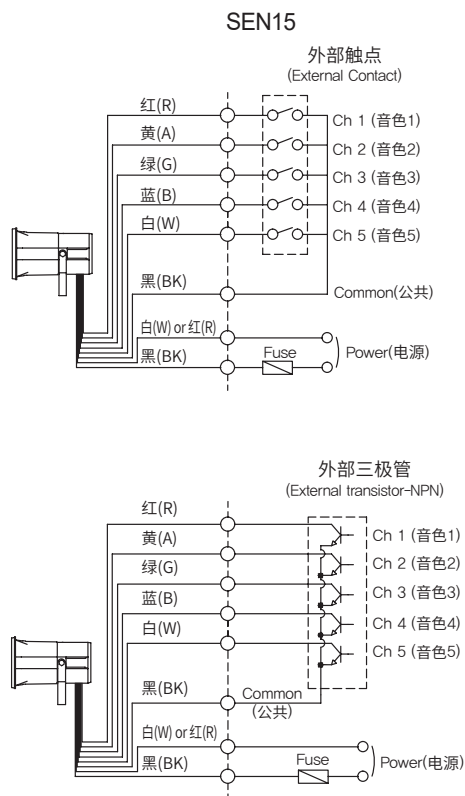 SEN15
外部触点
(External Contact)
红(R)
Ch 1 (音色1)
黄(A)
Ch 2 (音色2)
绿(G)
Ch 3 (音色3)
蓝(B)
Ch 4 (音色4)
白(W)
Ch 5 (音色5)
黑(BK)
Common(公共)
白(W) or 红(R)
Power(电源)
黑(BK)
Fuse
外部三极管
(External transistor-NPN)
红(R)
Ch 1 (音色1)
黄(A)
Ch 2 (音色2)
绿(G)
Ch 3 (音色3)
蓝(B)
Ch 4 (音色4)
白(W)
Ch 5 (音色5)
黑(BK)
Common
(公共)
白(W) or 红(R)
Power(电源)
黑(BK)
Fuse